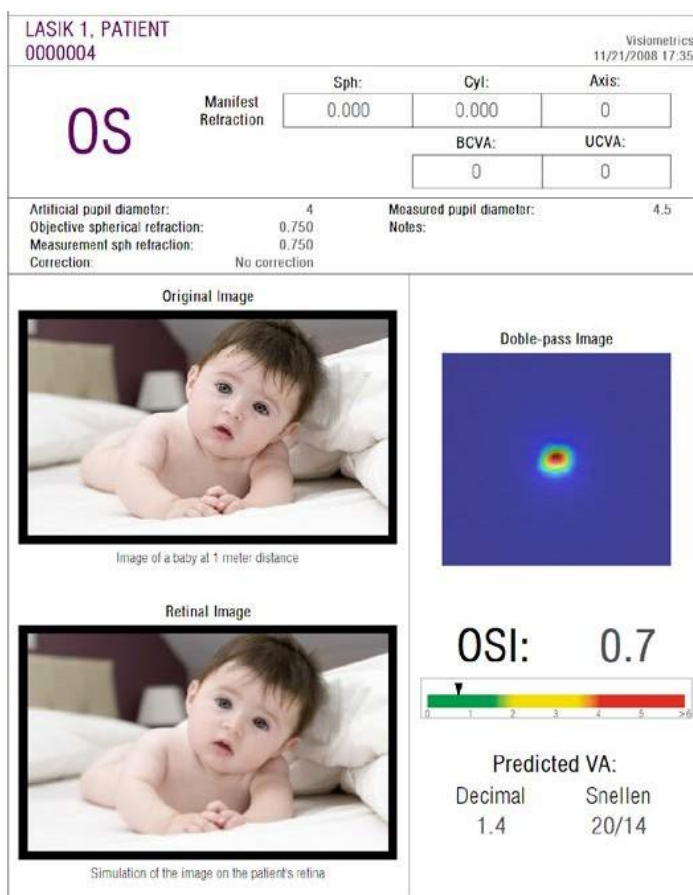 LASIK 1, PATIENT
0000004
Visiometrics
11/21/2008 17:35
OS
Manifest
Refraction
Sph: Cyl: Axis:
0.000 0.000 0
BCVA: UCVA:
0 0
Artificial pupil diameter: 4
Objective spherical refraction: 0.750
Measurement sph refraction: 0.750
Correction: No correction
Measured pupil diameter: 4.5
Notes:
Original Image
Image of a baby at 1 meter distance
Retinal Image
Simulation of the image on the patient's retina
Doble-pass Image
OSI: 0.7
0 1 2 3 4 5 >6
Predicted VA:
Decimal Snellen
1.4 20/14